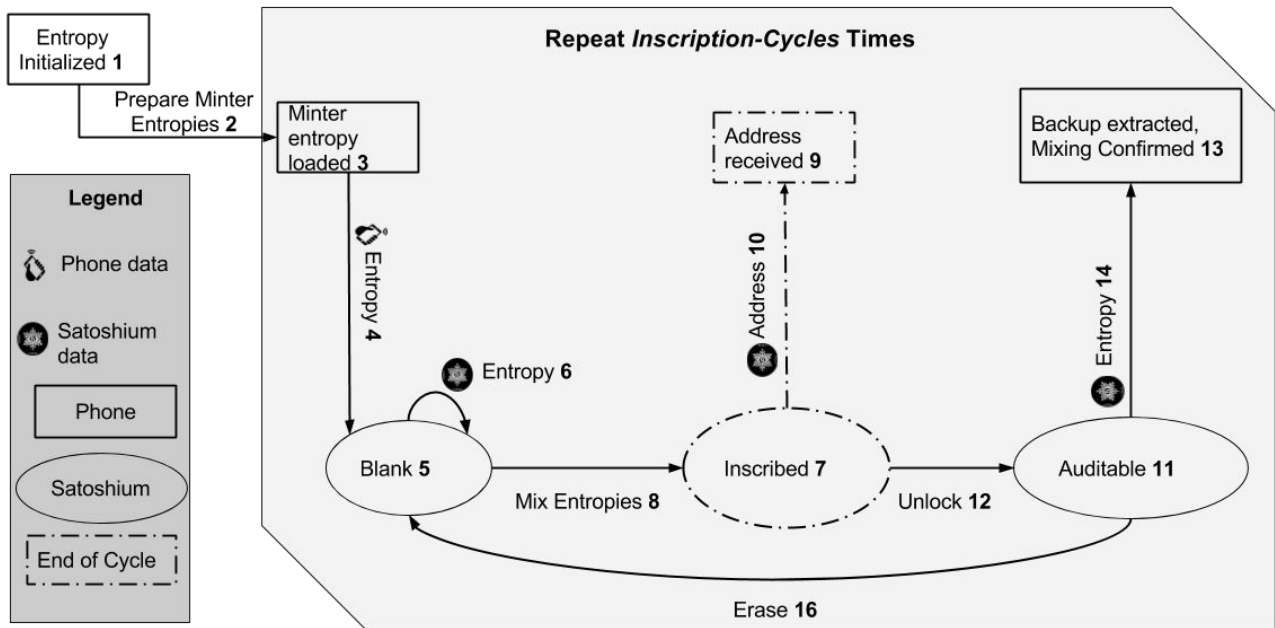 Entropy
Initialized 1
Repeat Inscription-Cycles Times
Prepare Minter
Entropies 2
Minter
entropy
loaded 3
Address
received 9
Backup extracted,
Mixing Confirmed 13
Legend
Phone data
Satoshium
data
Phone
Satoshium
End of Cycle
Entropy 4
Entropy 6
Address 10
Entropy 14
Blank 5
Inscribed 7
Auditable 11
Mix Entropies 8
Unlock 12
Erase 16